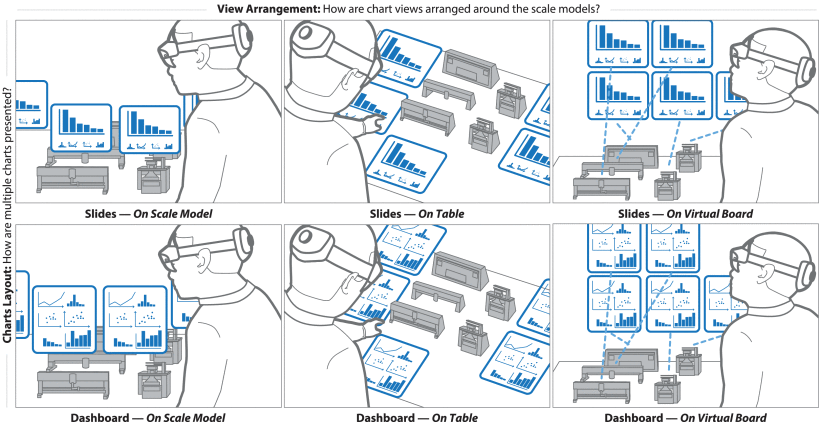 View Arrangement: How are chart views arranged around the scale models?
Charts Layout: How are multiple charts presented?
Slides — On Scale Model
Slides — On Table
Slides — On Virtual Board
Dashboard — On Scale Model
Dashboard — On Table
Dashboard — On Virtual Board